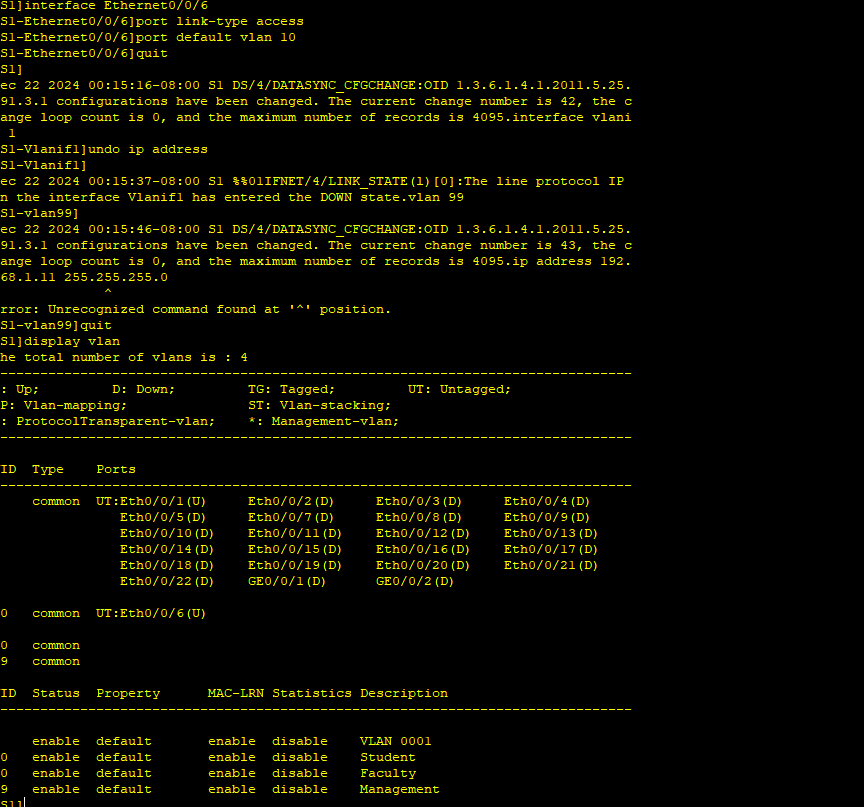 S1]interface Ethernet0/0/6
S1-Ethernet0/0/6]port link-type access
S1-Ethernet0/0/6]port default vlan 10
S1-Ethernet0/0/6]quit
S1]
ec 22 2024 00:15:16-08:00 S1 DS/4/DATASYNC_CFGCHANGE:OID 1.3.6.1.4.1.2011.5.25.
91.3.1 configurations have been changed. The current change number is 42, the c
ange loop count is 0, and the maximum number of records is 4095.interface vlani
1
S1-Vlanif1]undo ip address
S1-Vlanif1]
ec 22 2024 00:15:37-08:00 S1 %%01IFNET/4/LINK_STATE(l)[0]:The line protocol IP
n the interface Vlanif1 has entered the DOWN state.vlan 99
S1-vlan99]
ec 22 2024 00:15:46-08:00 S1 DS/4/DATASYNC_CFGCHANGE:OID 1.3.6.1.4.1.2011.5.25.
91.3.1 configurations have been changed. The current change number is 43, the c
ange loop count is 0, and the maximum number of records is 4095.ip address 192.
68.1.11 255.255.255.0
^
rror: Unrecognized command found at '^' position.
S1-vlan99]quit
S1]display vlan
he total number of vlans is : 4
--------------------------------------------------------------------------------
: Up;         D: Down;         TG: Tagged;         UT: Untagged;
P: Vlan-mapping;               ST: Vlan-stacking;
: ProtocolTransparent-vlan;    *: Management-vlan;
--------------------------------------------------------------------------------
ID  Type    Ports
--------------------------------------------------------------------------------
    common  UT:Eth0/0/1(U)     Eth0/0/2(D)     Eth0/0/3(D)     Eth0/0/4(D)
               Eth0/0/5(D)     Eth0/0/7(D)     Eth0/0/8(D)     Eth0/0/9(D)
               Eth0/0/10(D)    Eth0/0/11(D)    Eth0/0/12(D)    Eth0/0/13(D)
               Eth0/0/14(D)    Eth0/0/15(D)    Eth0/0/16(D)    Eth0/0/17(D)
               Eth0/0/18(D)    Eth0/0/19(D)    Eth0/0/20(D)    Eth0/0/21(D)
               Eth0/0/22(D)    GE0/0/1(D)      GE0/0/2(D)
0   common  UT:Eth0/0/6(U)
0   common
9   common
ID  Status  Property      MAC-LRN Statistics Description
--------------------------------------------------------------------------------
    enable  default       enable  disable    VLAN 0001
0   enable  default       enable  disable    Student
0   enable  default       enable  disable    Faculty
9   enable  default       enable  disable    Management
S1]